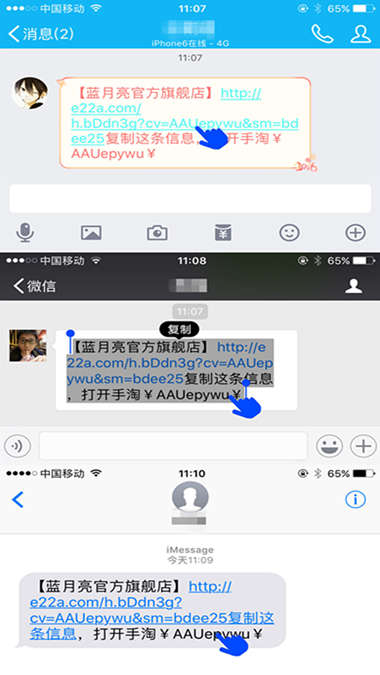 中国移动 11:07 65%
消息(2)
iPhone6在线 - 4G
11:07
【蓝月亮官方旗舰店】http://
e22a.com/
h.bDdn3g?cv=AAUepywu&sm=bd
ee25复制这条信息，打开手淘￥
AAUepywu￥
中国移动 11:08 65%
微信
11:07
复制
【蓝月亮官方旗舰店】http://e
22a.com/h.bDdn3g?cv=AAUep
ywu&sm=bdee25复制这条信息
，打开手淘￥AAUepywu￥
中国移动 11:10 65%
iMessage
今天11:09
【蓝月亮官方旗舰店】http://
e22a.com/h.bDdn3g?
cv=AAUepywu&sm=bdee25复制这
条信息，打开手淘￥AAUepywu￥